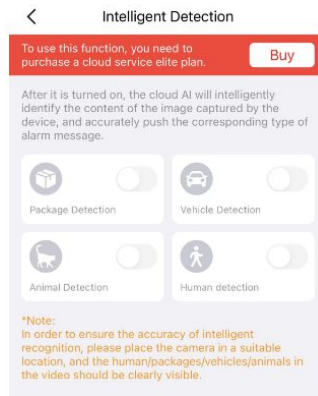 Intelligent Detection
To use this function, you need to
purchase a cloud service elite plan.
Buy
After it is turned on, the cloud AI will intelligently
identify the content of the image captured by the
device, and accurately push the corresponding type of
alarm message.
Package Detection
Vehicle Detection
Animal Detection
Human detection
*Note:
In order to ensure the accuracy of intelligent
recognition, please place the camera in a suitable
location, and the human/packages/vehicles/animals in
the video should be clearly visible.